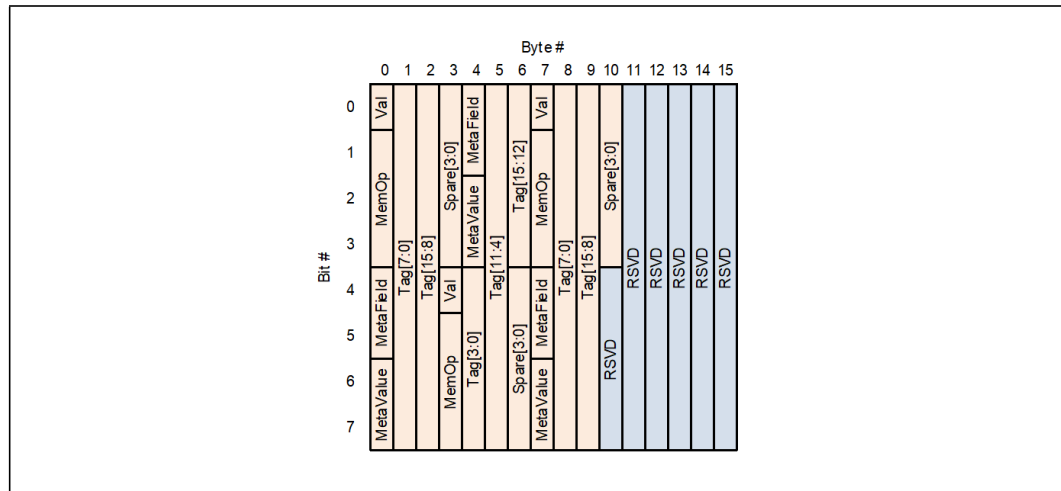 Byte #
0 1 2 3 4 5 6 7 8 9 10 11 12 13 14 15
Bit #
0
1
2
3
4
5
6
7
Val
MemOp
MetaField
MetaValue
Tag[7:0]
Tag[15:8]
Spare[3:0]
Val
MemOp
MetaField
MetaValue
Tag[3:0]
Tag[11:4]
Tag[15:12]
Spare[3:0]
Val
MemOp
MetaField
MetaValue
Tag[7:0]
Tag[15:8]
Spare[3:0]
RSVD
RSVD
RSVD
RSVD
RSVD
RSVD